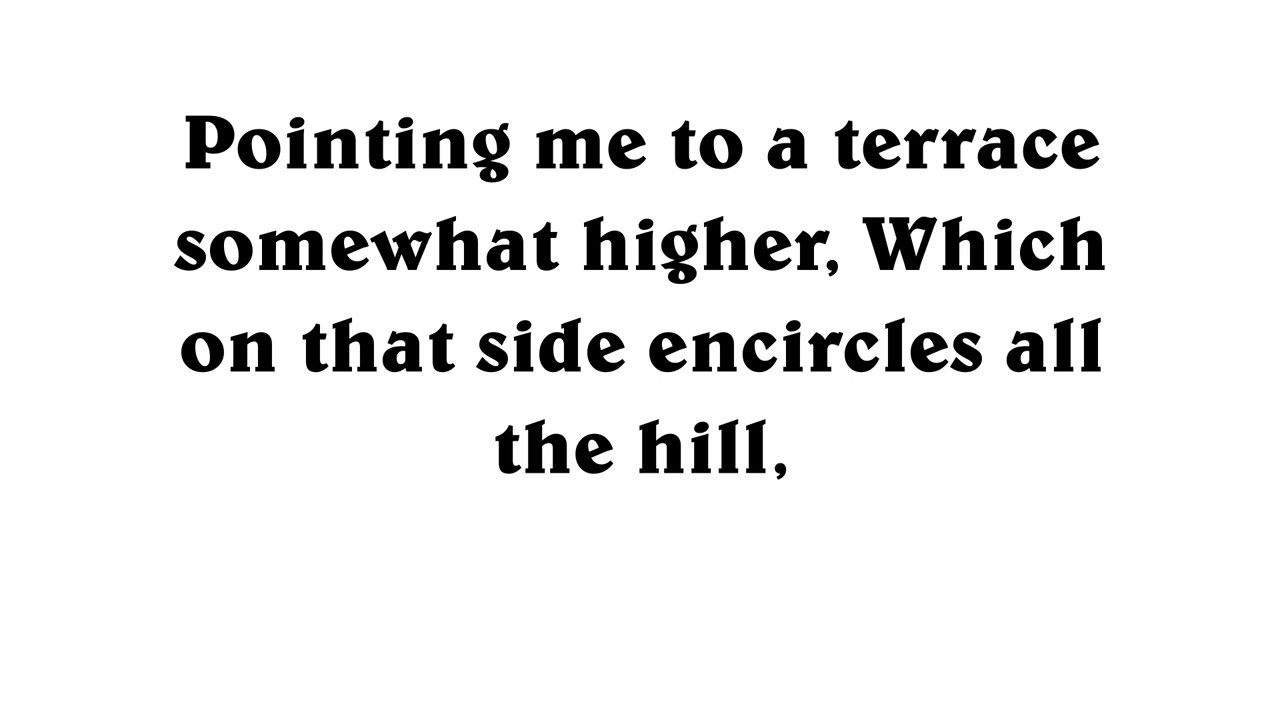 Pointing me to a terrace
somewhat higher, Which
on that side encircles all
the hill,